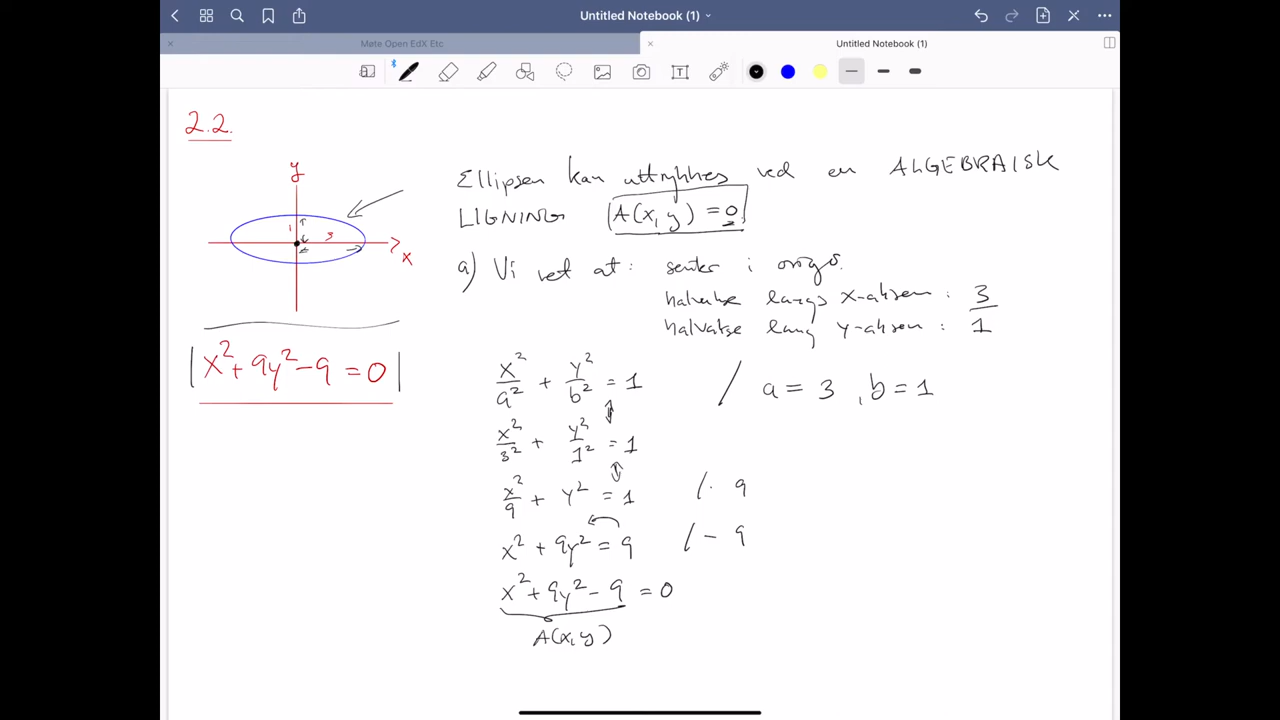 Untitled Notebook (1)
Møte Open EdX Etc
Untitled Notebook (1)
2.2.
y
1
3
x
x² + 9y² - 9 = 0
Ellipsen kan uttrykkes ved en ALGEBRAISK
LIGNING A(x, y) = 0
a) Vi vet at: senter i origo.
halvakse langs x-aksen : 3
halvakse lang y-aksen : 1
x²/a² + y²/b² = 1 / a = 3, b = 1
⇕
x²/3² + y²/1² = 1
⇕
x²/9 + y² = 1 /· 9
x² + 9y² = 9 /- 9
x² + 9y² - 9 = 0
A(x, y)